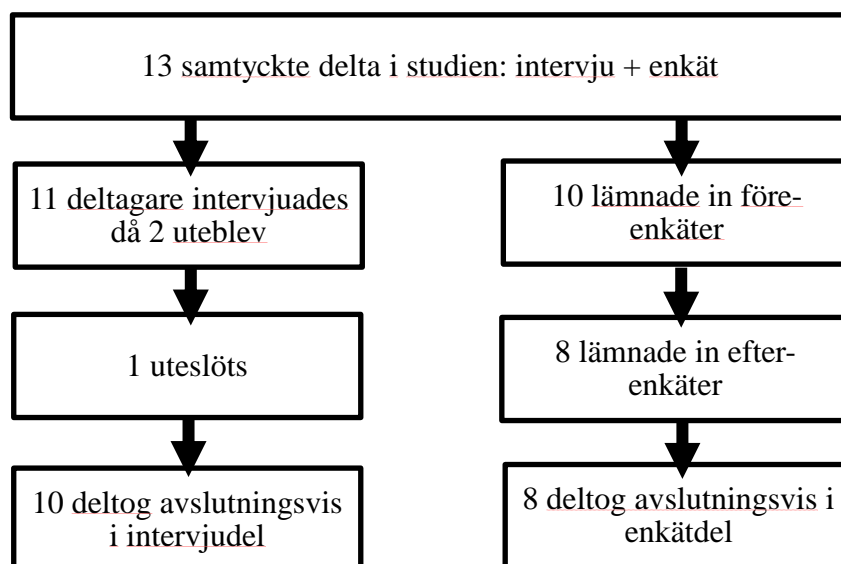 13 samtyckte delta i studien: intervju + enkät
11 deltagare intervjuades
då 2 uteblev
1 uteslöts
10 deltog avslutningsvis
i intervjudel
10 lämnade in före-
enkäter
8 lämnade in efter-
enkäter
8 deltog avslutningsvis i
enkätdel